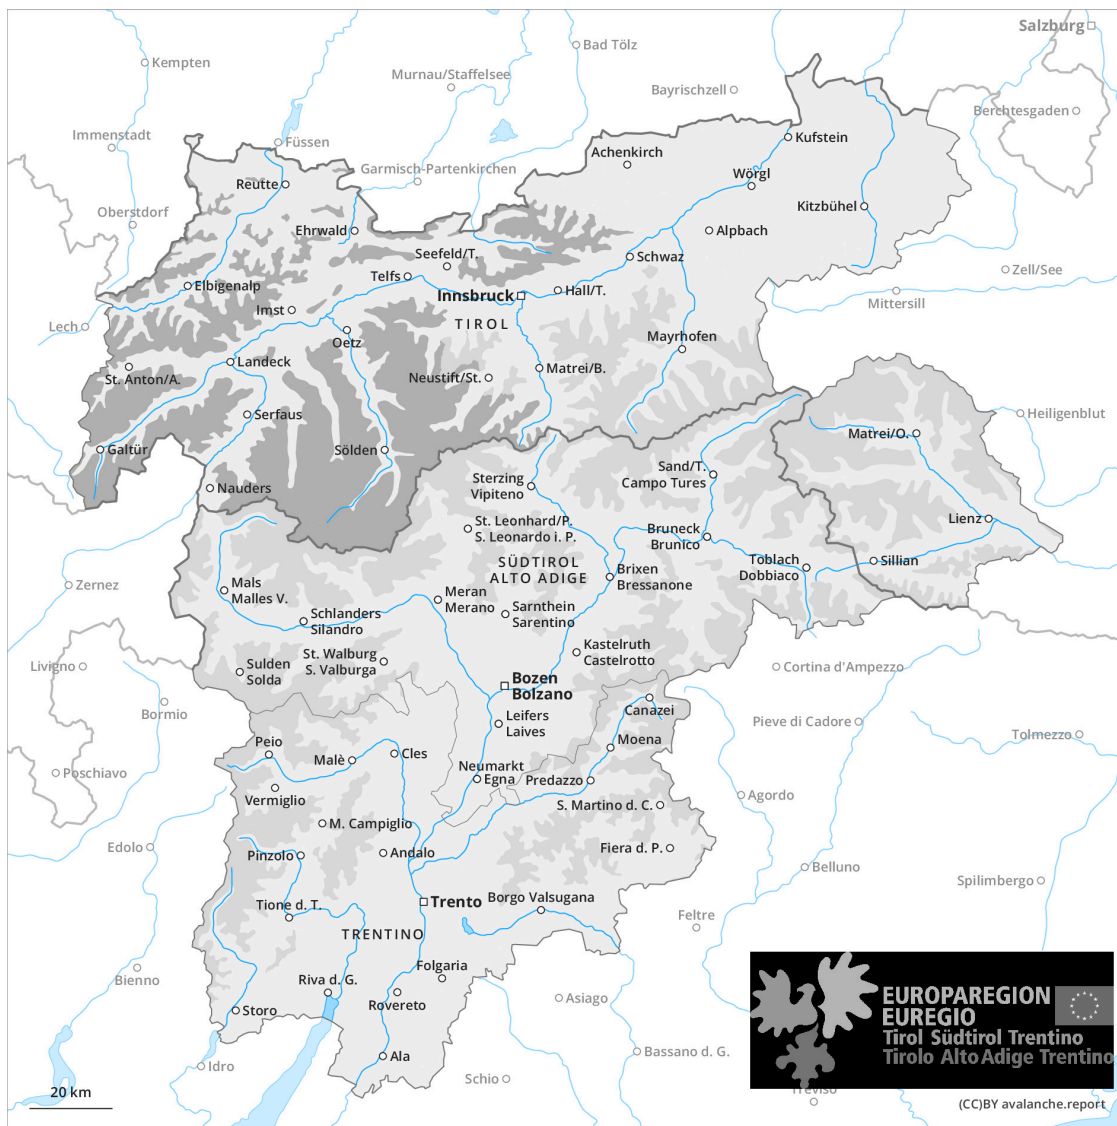 Salzburg
Bad Tölz
Kempten
Murnau/Staffelsee
Bayrischzell
Berchtesgaden
Immenstadt
Füssen
Kufstein
Achenkirch
Garmisch-Partenkirchen
Wörgl
Reutte
Kitzbühel
Oberstdorf
Ehrwald
Alpbach
Seefeld/T.
Schwaz
Zell/See
Telfs
Elbigenalp
Hall/T.
Innsbruck
Mittersill
Imst
TIROL
Lech
Oetz
Mayrhofen
Landeck
Matrei/B.
St. Anton/A.
Neustift/St.
Serfaus
Heiligenblut
Matrei/O.
Galtür
Sölden
Sand/T.
Campo Tures
Sterzing
Vipiteno
Nauders
Lienz
St. Leonhard/P.
S. Leonardo i. P.
Bruneck
Brunico
SÜDTIROL
ALTO ADIGE
Toblach
Dobbiaco
Sillian
Brixen
Bressanone
Zernez
Mals
Malles V.
Meran
Merano
Schlanders
Silandro
Sarnthein
Sarentino
Kastelruth
Castelrotto
St. Walburg
S. Valburga
Livigno
Sulden
Solda
Cortina d'Ampezzo
Bozen
Bolzano
Bormio
Canazei
Leifers
Laives
Pieve di Cadore
Tolmezzo
Peio
Moena
Malè
Cles
Poschiavo
Neumarkt
Egna
Predazzo
Vermiglio
Agordo
S. Martino d. C.
M. Campiglio
Edolo
Pinzolo
Andalo
Fiera d. P.
Belluno
Spilimbergo
Tione d. T.
Trento
Borgo Valsugana
Feltre
TRENTINO
Bienno
Folgaria
Riva d. G.
Rovereto
Asiago
Storo
EUROPAREGION
EUREGIO
Tirol Südtirol Trentino
Tirolo Alto Adige Trentino
Ala
Bassano d. G.
Idro
Schio
Treviso
20 km
(CC)BY avalanche.report